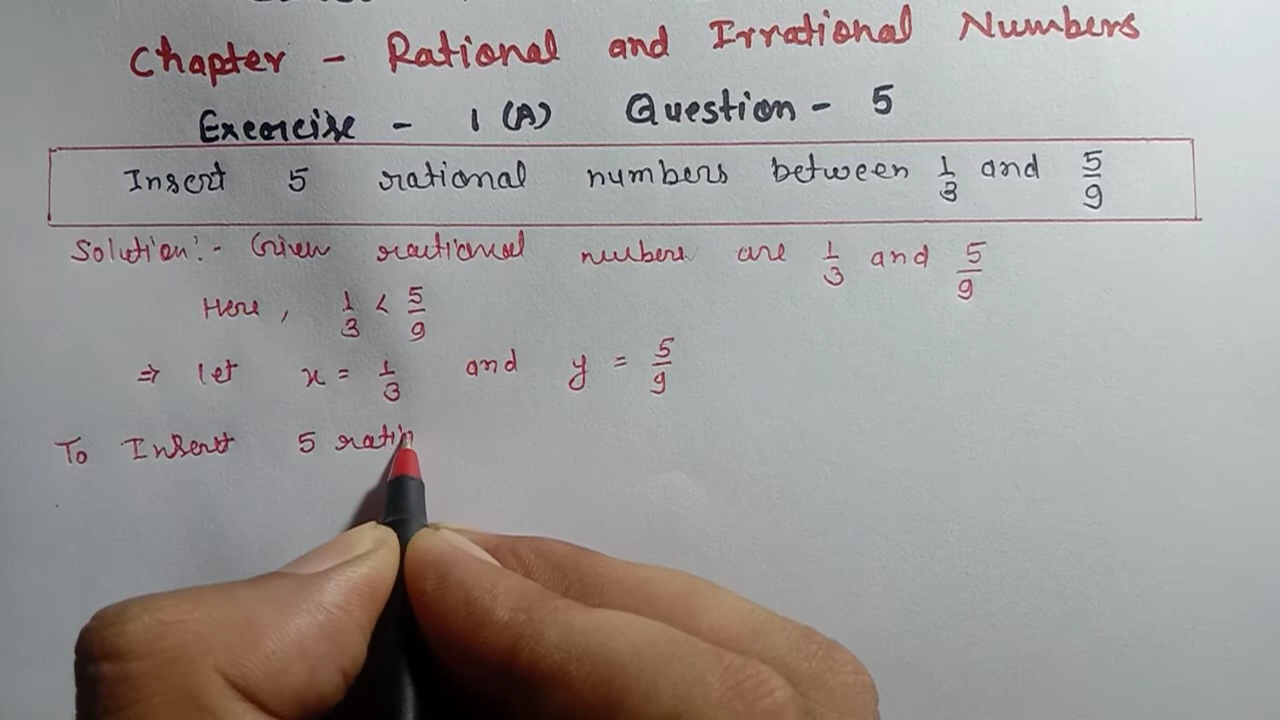 Chapter - Rational and Irrational Numbers
Exercise - 1(A) Question - 5
Insert 5 rational numbers between 1/3 and 5/9
Solution:- Given rational numbers are 1/3 and 5/9
Here, 1/3 < 5/9
⇒ let x = 1/3 and y = 5/9
To Insert 5 ratin